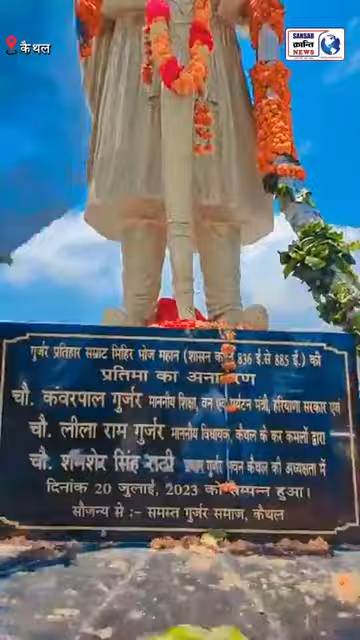 कैथल
SANSAR
क्रान्ति
NEWS
गुर्जर प्रतिहार सम्राट मिहिर भोज महान (शासन काल 836 ई.से 885 ई.) की
प्रतिमा का अनावरण
चौ. कंवरपाल गुर्जर माननीय शिक्षा, वन एवं पर्यटन मंत्री, हरियाणा सरकार एवं
चौ. लीला राम गुर्जर माननीय विधायक, कैथल के कर कमलों द्वारा
चौ. शमशेर सिंह राठी प्रधान गुर्जर भवन कैथल की अध्यक्षता में
दिनांक 20 जुलाई, 2023 को सम्पन्न हुआ।
सौजन्य से :- समस्त गुर्जर समाज, कैथल